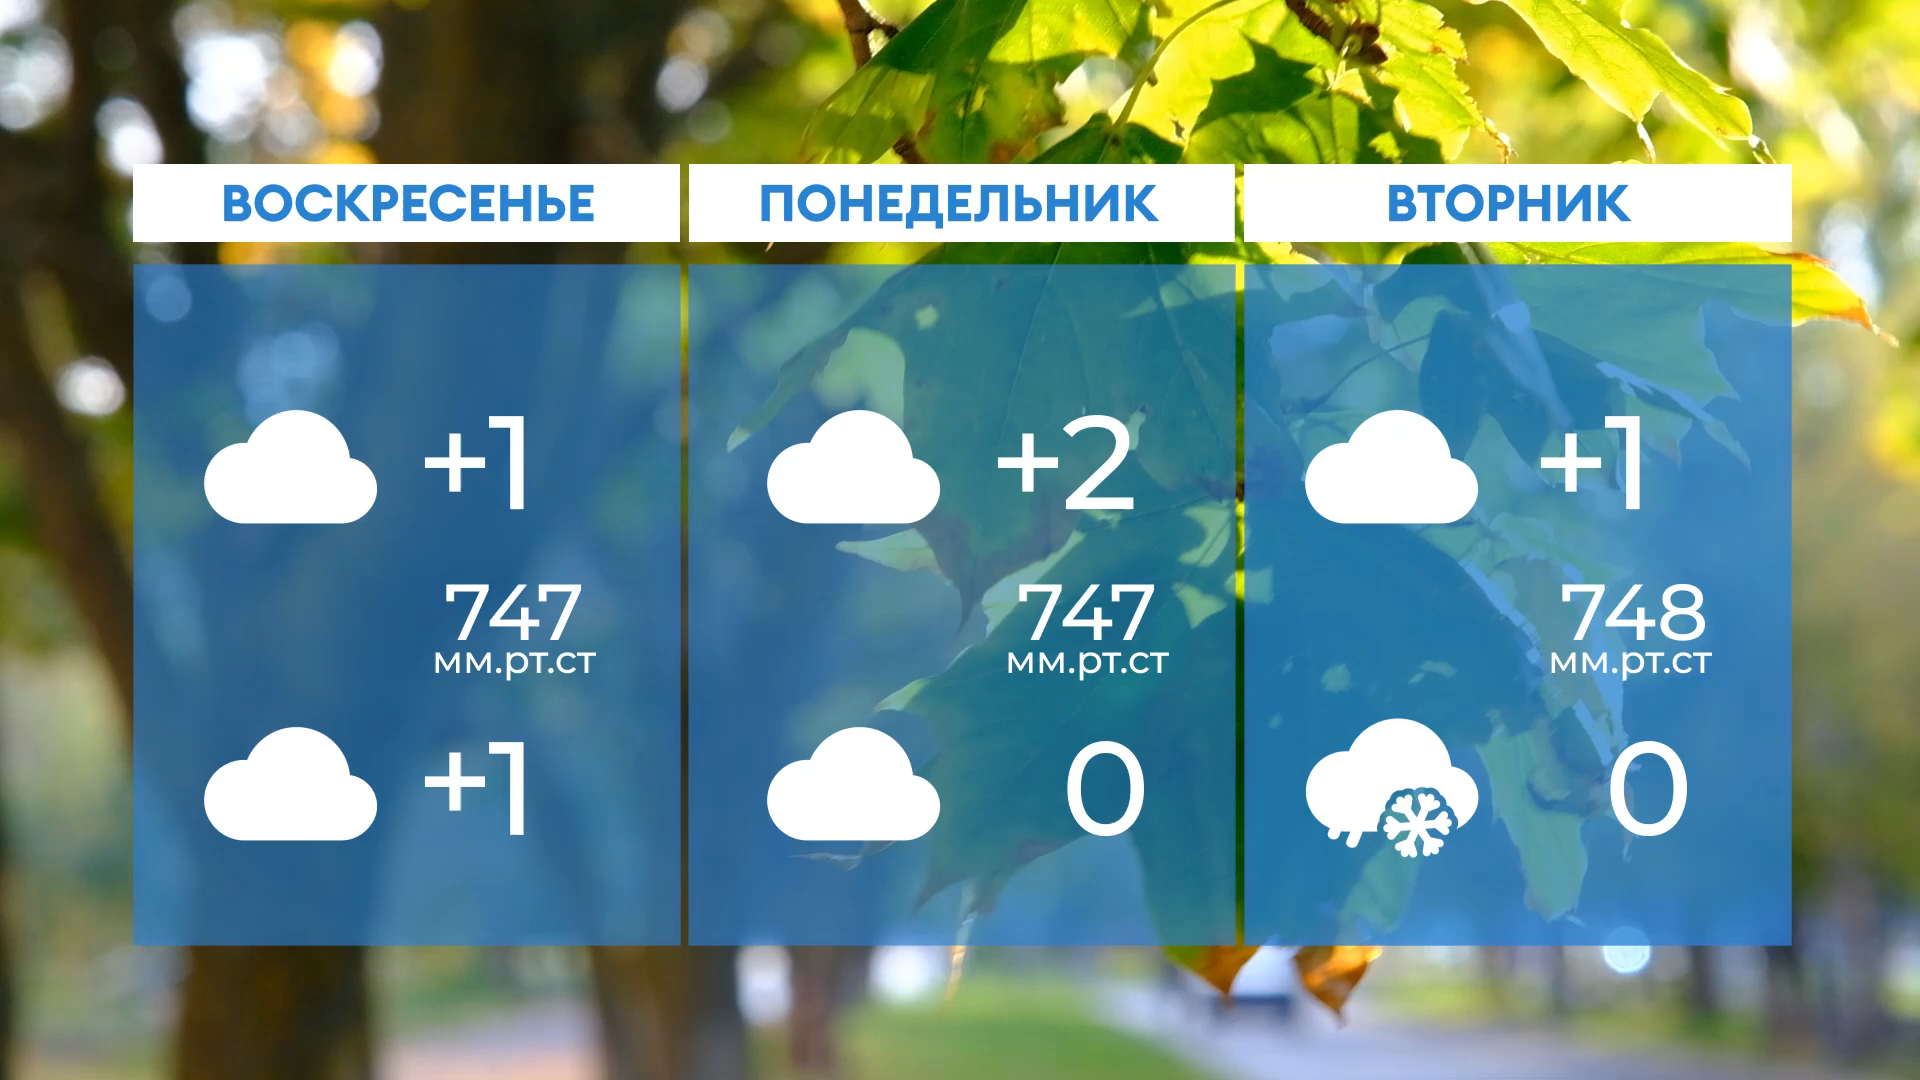 ВОСКРЕСЕНЬЕ
+1
747
мм.рт.ст
+1
ПОНЕДЕЛЬНИК
+2
747
мм.рт.ст
0
ВТОРНИК
+1
748
мм.рт.ст
0